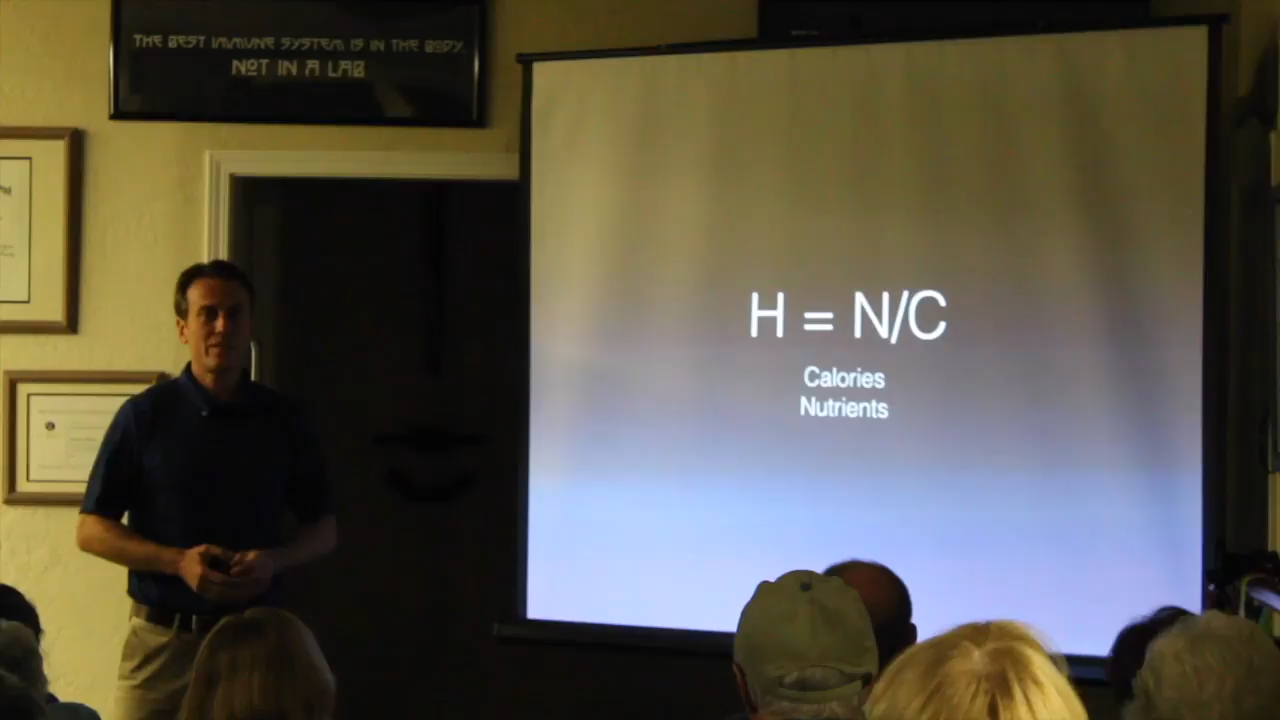 THE BEST IMMUNE SYSTEM IS IN THE BODY,
NOT IN A LAB
H = N/C
Calories
Nutrients